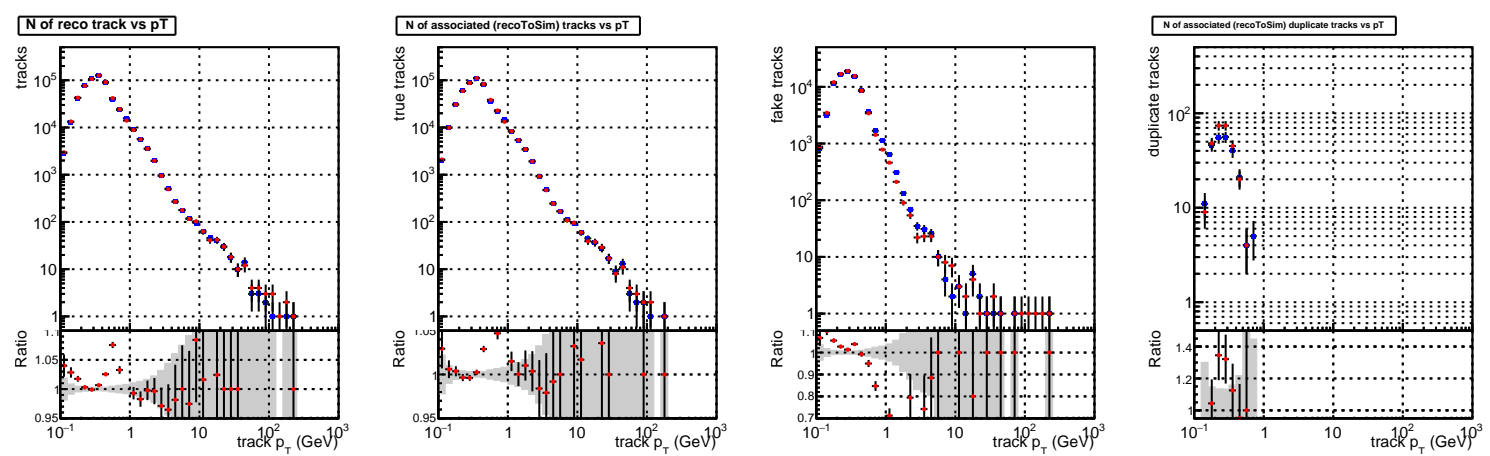 N of reco track vs pT
tracks
10^5
10^4
10^3
10^2
10
1
Ratio
1.1
1.05
1
0.95
10^-1 1 10 10^2 10^3
track p_T (GeV)
N of associated (recoToSim) tracks vs pT
true tracks
10^5
10^4
10^3
10^2
10
1
Ratio
1.05
1
0.95
10^-1 1 10 10^2 10^3
track p_T (GeV)
fake tracks
10^4
10^3
10^2
10
1
Ratio
1.1
1
0.9
0.8
0.7
10^-1 1 10 10^2 10^3
track p_T (GeV)
N of associated (recoToSim) duplicate tracks vs pT
duplicate tracks
10^2
10
1
Ratio
1.4
1.2
1
10^-1 1 10 10^2 10^3
track p_T (GeV)